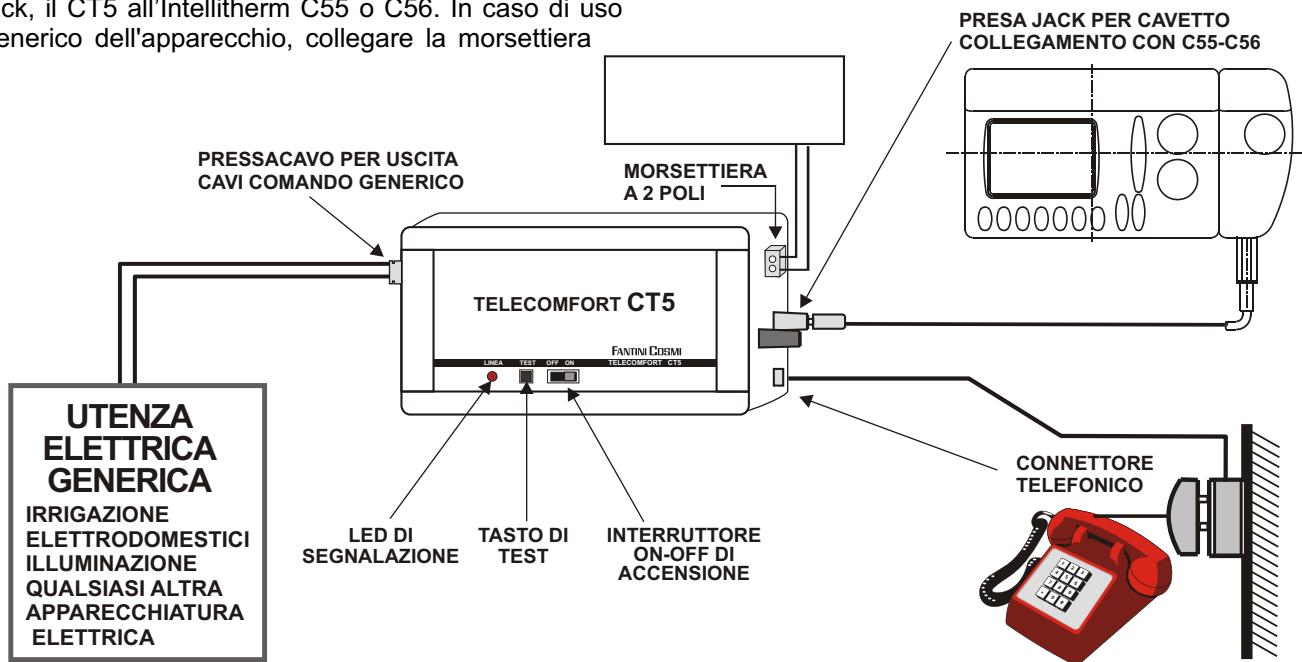 ck, il CT5 all'Intellitherm C55 o C56. In caso di uso
enerico dell'apparecchio, collegare la morsettiera
PRESA JACK PER CAVETTO
COLLEGAMENTO CON C55-C56
PRESSACAVO PER USCITA
CAVI COMANDO GENERICO
MORSETTIERA
A 2 POLI
TELECOMFORT CT5
FANTINI COSMI
LINEA TEST OFF ON TELECOMFORT CT5
UTENZA
ELETTRICA
GENERICA
IRRIGAZIONE
ELETTRODOMESTICI
ILLUMINAZIONE
QUALSIASI ALTRA
APPARECCHIATURA
ELETTRICA
LED DI
SEGNALAZIONE
TASTO DI
TEST
INTERRUTTORE
ON-OFF DI
ACCENSIONE
CONNETTORE
TELEFONICO